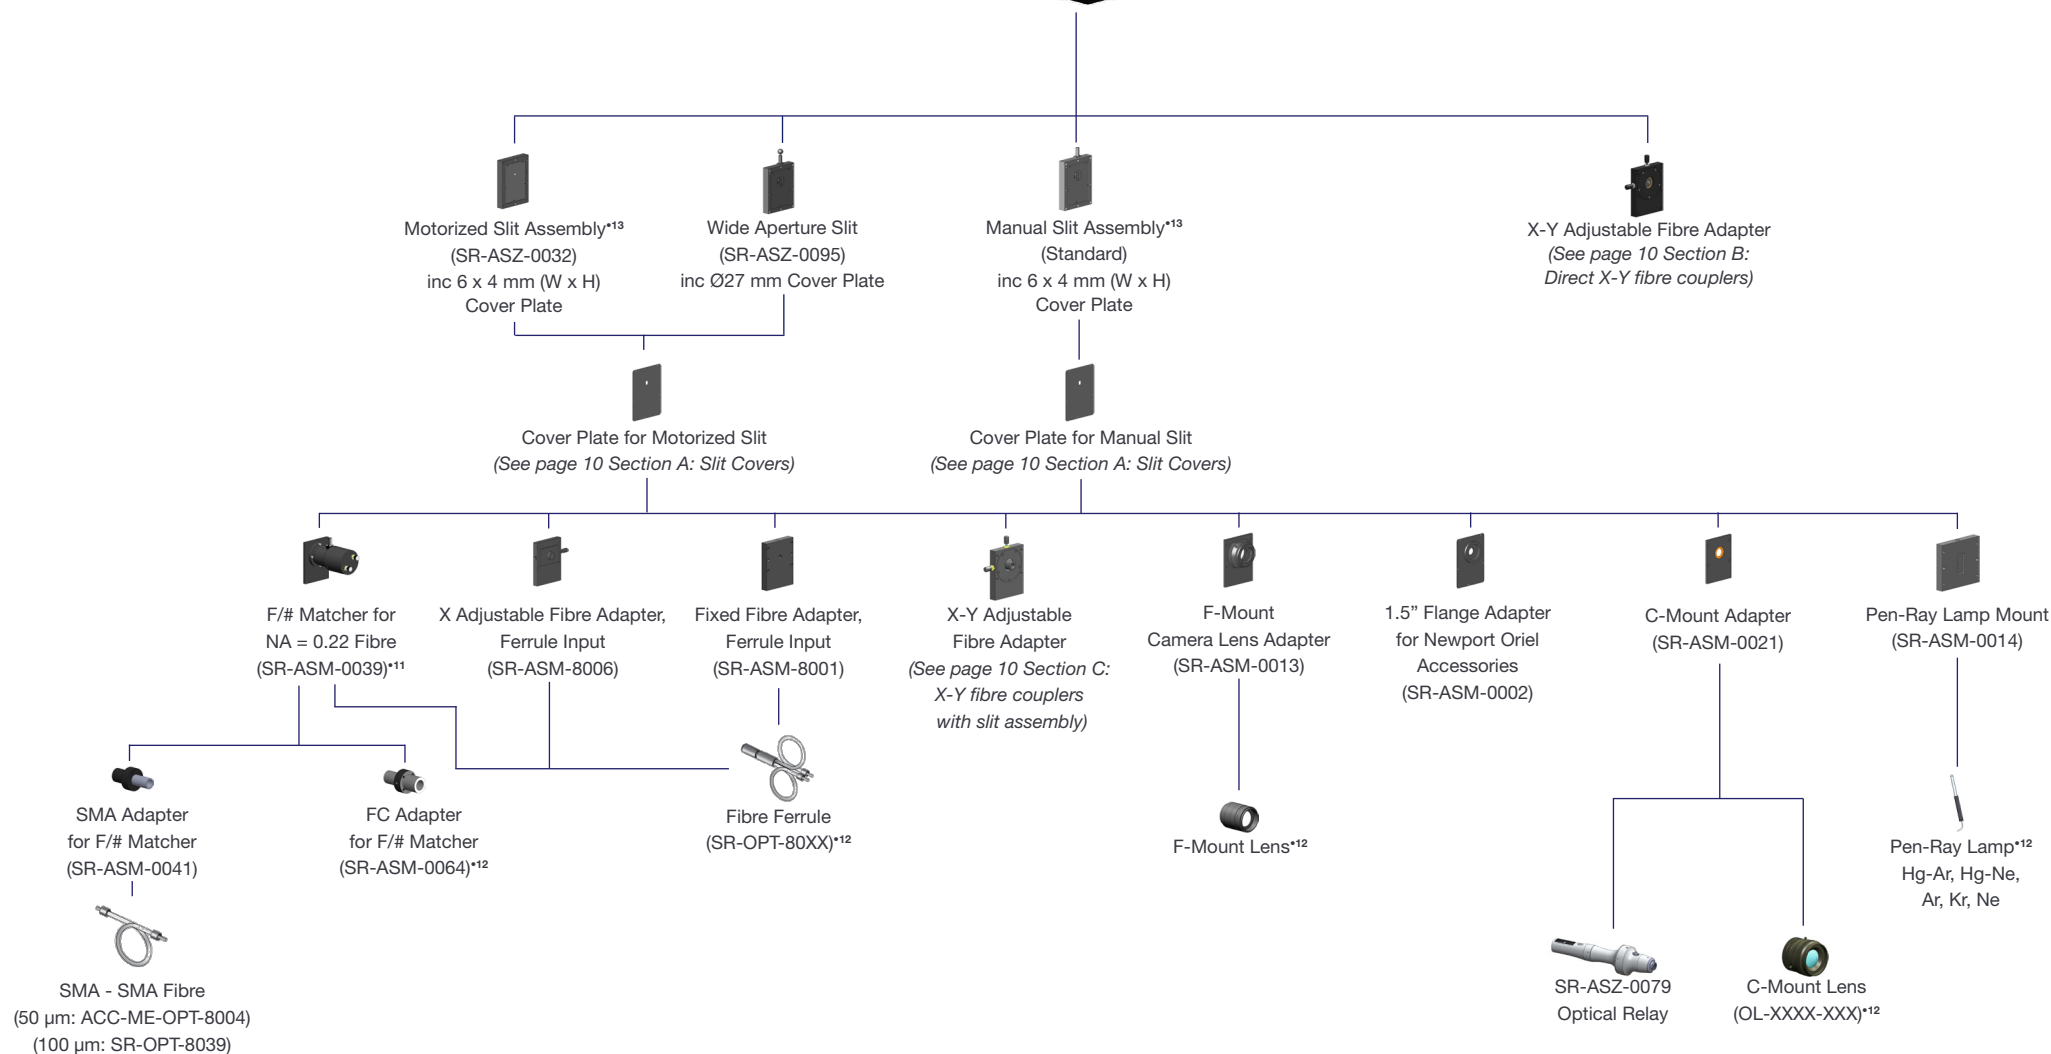 Motorized Slit Assembly•13
(SR-ASZ-0032)
inc 6 x 4 mm (W x H)
Cover Plate
Wide Aperture Slit
(SR-ASZ-0095)
inc Ø27 mm Cover Plate
Manual Slit Assembly•13
(Standard)
inc 6 x 4 mm (W x H)
Cover Plate
X-Y Adjustable Fibre Adapter
(See page 10 Section B:
Direct X-Y fibre couplers)
Cover Plate for Motorized Slit
(See page 10 Section A: Slit Covers)
Cover Plate for Manual Slit
(See page 10 Section A: Slit Covers)
F/# Matcher for
NA = 0.22 Fibre
(SR-ASM-0039)•11
X Adjustable Fibre Adapter,
Ferrule Input
(SR-ASM-8006)
Fixed Fibre Adapter,
Ferrule Input
(SR-ASM-8001)
X-Y Adjustable
Fibre Adapter
(See page 10 Section C:
X-Y fibre couplers
with slit assembly)
F-Mount
Camera Lens Adapter
(SR-ASM-0013)
1.5” Flange Adapter
for Newport Oriel
Accessories
(SR-ASM-0002)
C-Mount Adapter
(SR-ASM-0021)
Pen-Ray Lamp Mount
(SR-ASM-0014)
SMA Adapter
for F/# Matcher
(SR-ASM-0041)
FC Adapter
for F/# Matcher
(SR-ASM-0064)•12
Fibre Ferrule
(SR-OPT-80XX)•12
F-Mount Lens•12
Pen-Ray Lamp•12
Hg-Ar, Hg-Ne,
Ar, Kr, Ne
SMA - SMA Fibre
(50 µm: ACC-ME-OPT-8004)
(100 µm: SR-OPT-8039)
SR-ASZ-0079
Optical Relay
C-Mount Lens
(OL-XXXX-XXX)•12